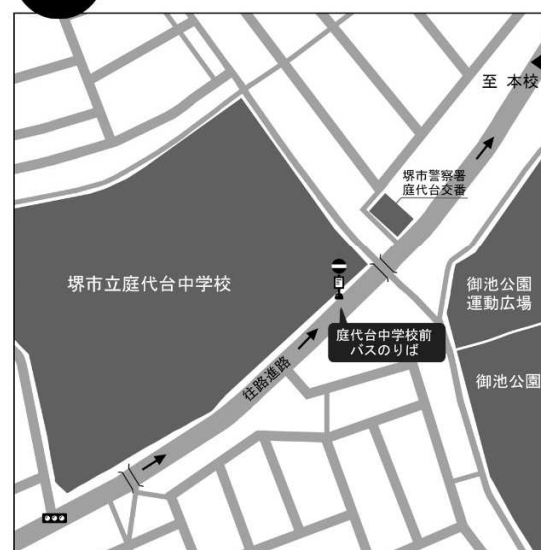 至 本校
堺市警察署
庭代台交番
堺市立庭代台中学校
御池公園
運動広場
庭代台中学校前
バスのりば
往路進路
御池公園